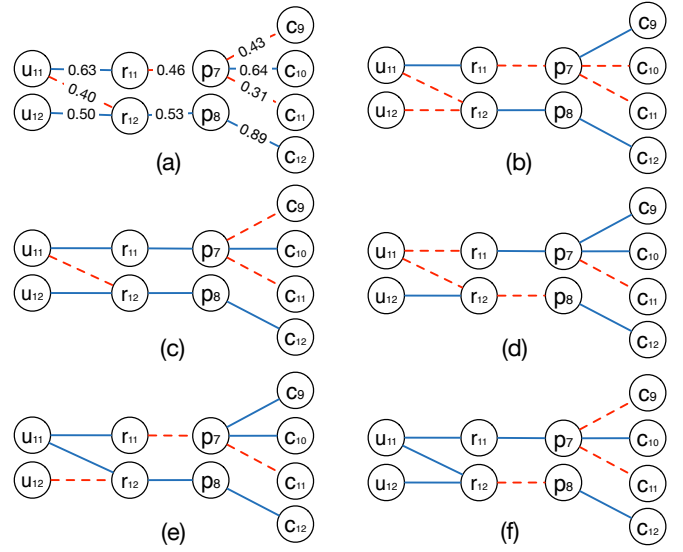 c9
u11 0.63 r11 0.46 p7 0.43 0.64 c10
0.40 0.31
u12 0.50 r12 0.53 p8 0.89 c11
(a) c12
c9
u11 r11 p7 c10
u12 r12 p8 c11
(b) c12
c9
u11 r11 p7 c10
u12 r12 p8 c11
(c) c12
c9
u11 r11 p7 c10
u12 r12 p8 c11
(d) c12
c9
u11 r11 p7 c10
u12 r12 p8 c11
(e) c12
c9
u11 r11 p7 c10
u12 r12 p8 c11
(f) c12